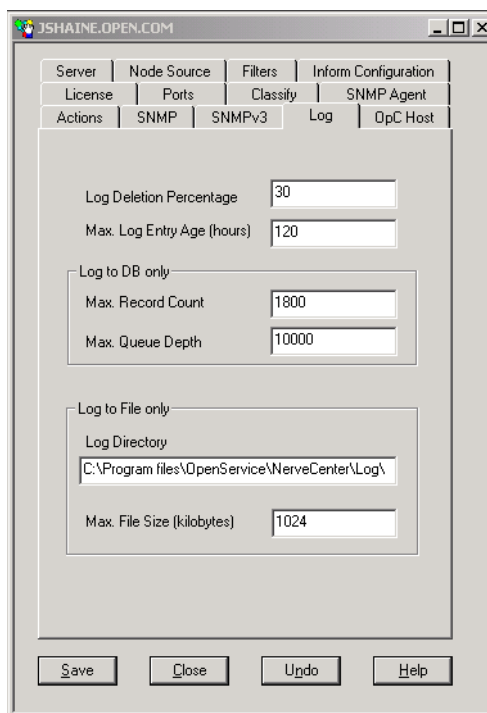 JSHAINE.OPEN.COM
Server Node Source Filters Inform Configuration
License Ports Classify SNMP Agent
Actions SNMP SNMPv3 Log OpC Host
Log Deletion Percentage 30
Max. Log Entry Age (hours) 120
Log to DB only
Max. Record Count 1800
Max. Queue Depth 10000
Log to File only
Log Directory
C:\Program files\OpenService\NerveCenter\Log\
Max. File Size (kilobytes) 1024
Save Close Undo Help